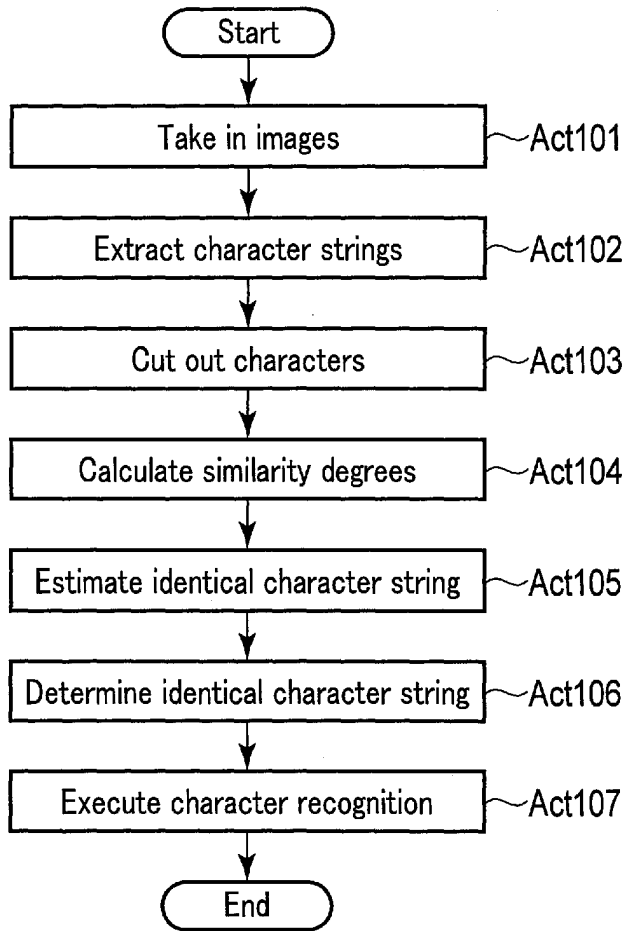 Start
Take in images
Act101
Extract character strings
Act102
Cut out characters
Act103
Calculate similarity degrees
Act104
Estimate identical character string
Act105
Determine identical character string
Act106
Execute character recognition
Act107
End